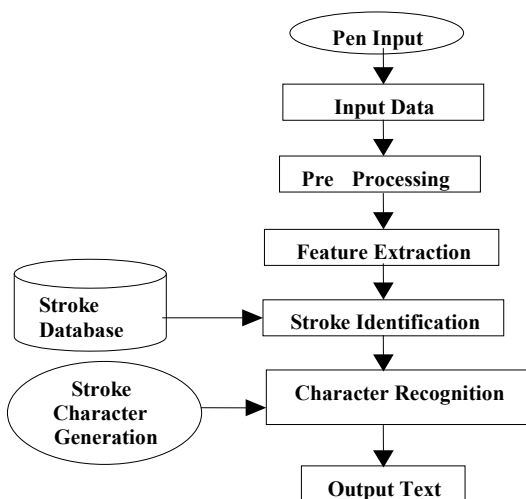 Pen Input
Input Data
Pre Processing
Feature Extraction
Stroke
Database
Stroke Identification
Stroke
Character
Generation
Character Recognition
Output Text